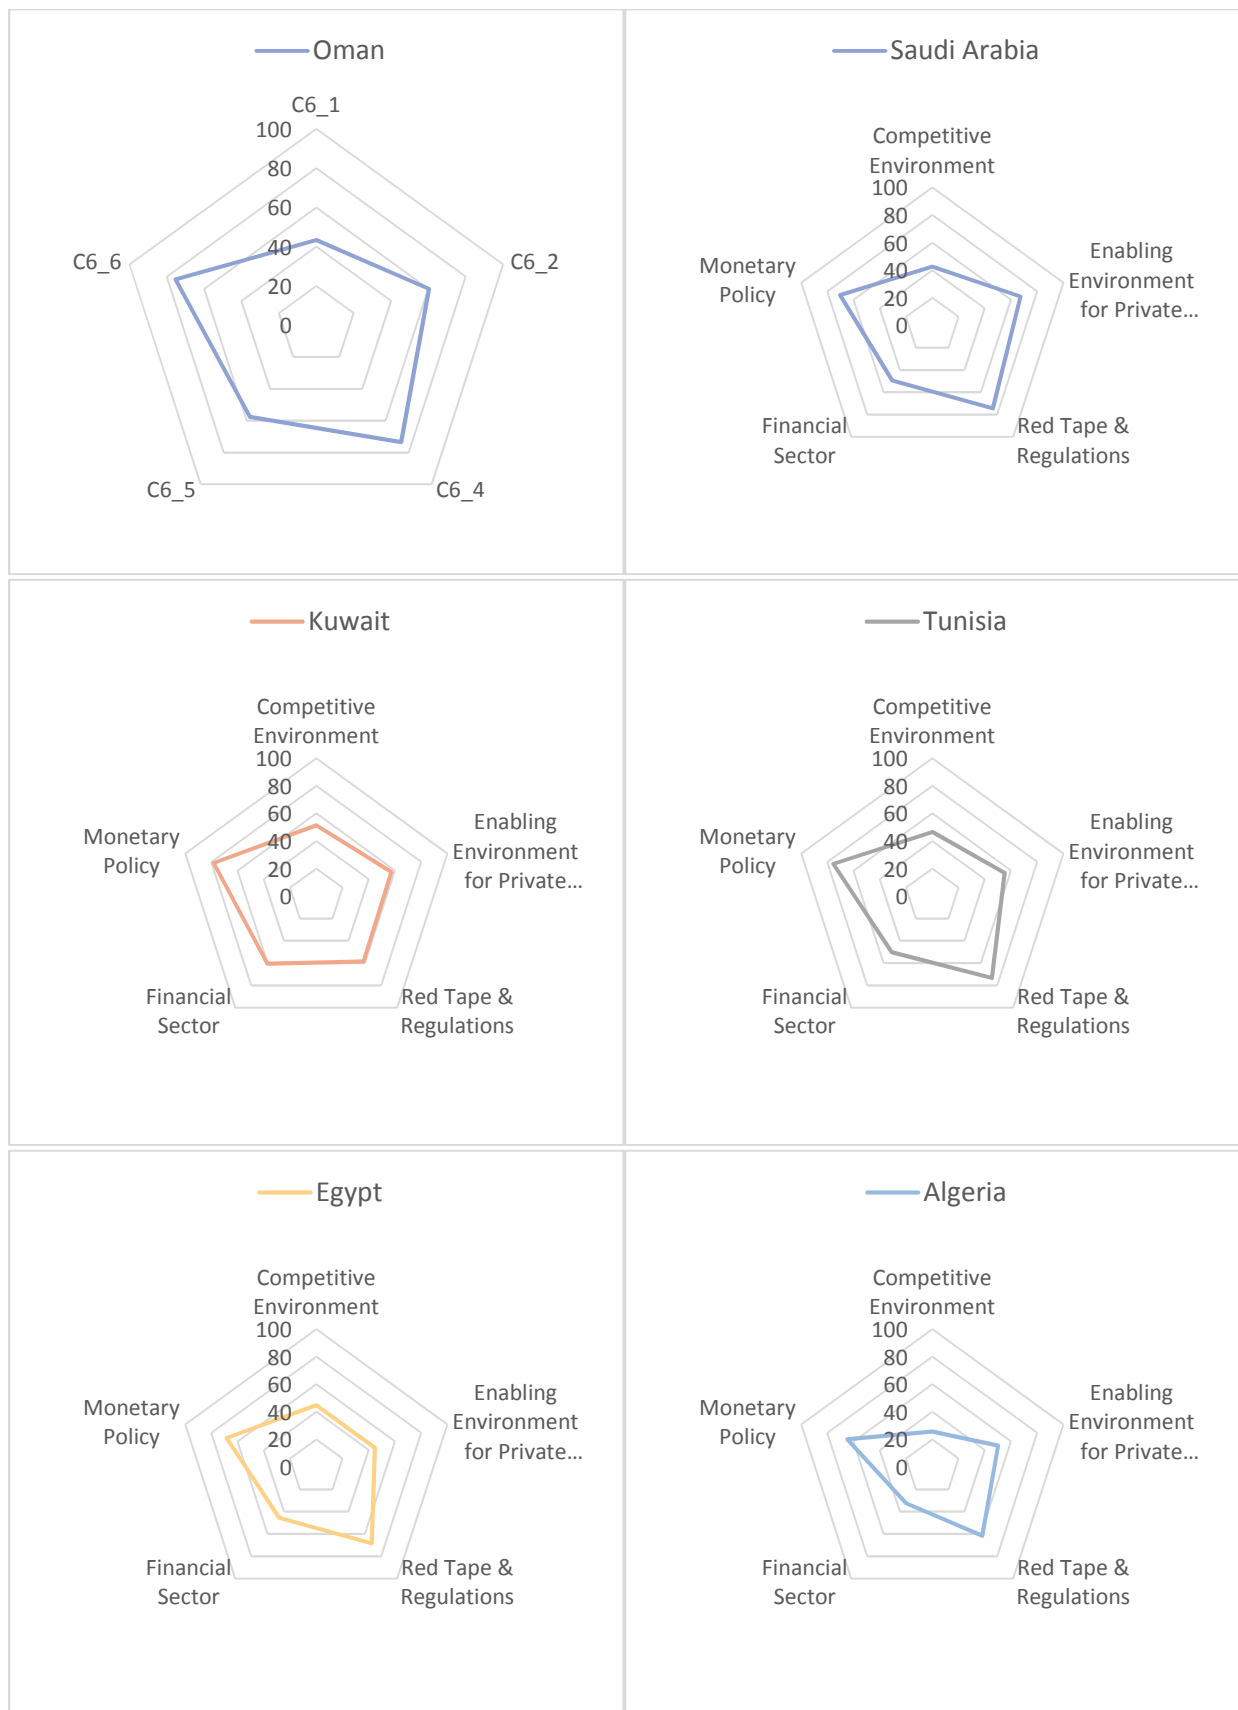 Oman
C6_1
100
80
60
40
20
0
C6_2
C6_4
C6_5
C6_6
Saudi Arabia
Competitive
Environment
100
80
60
40
20
0
Enabling
Environment
for Private...
Red Tape &
Regulations
Financial
Sector
Monetary
Policy
Kuwait
Competitive
Environment
100
80
60
40
20
0
Enabling
Environment
for Private...
Red Tape &
Regulations
Financial
Sector
Monetary
Policy
Tunisia
Competitive
Environment
100
80
60
40
20
0
Enabling
Environment
for Private...
Red Tape &
Regulations
Financial
Sector
Monetary
Policy
Egypt
Competitive
Environment
100
80
60
40
20
0
Enabling
Environment
for Private...
Red Tape &
Regulations
Financial
Sector
Monetary
Policy
Algeria
Competitive
Environment
100
80
60
40
20
0
Enabling
Environment
for Private...
Red Tape &
Regulations
Financial
Sector
Monetary
Policy